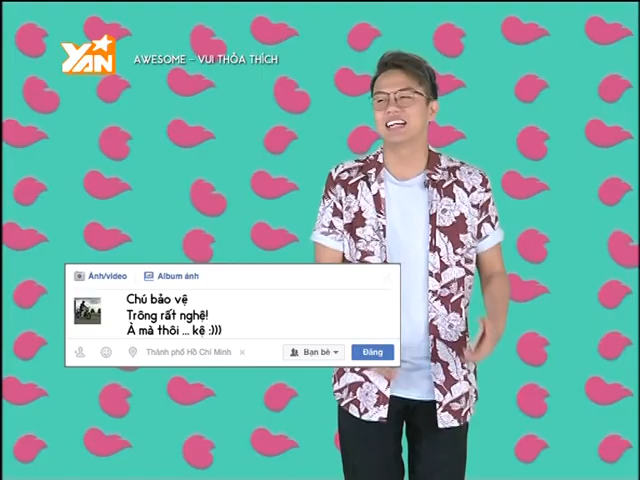 YAN
AWESOME - VUI THỎA THÍCH
Ảnh/video
Album ảnh
Chú bảo vệ
Trông rất nghệ!
À mà thôi ... kệ :)))
Thành phố Hồ Chí Minh ×
Bạn bè
Đăng